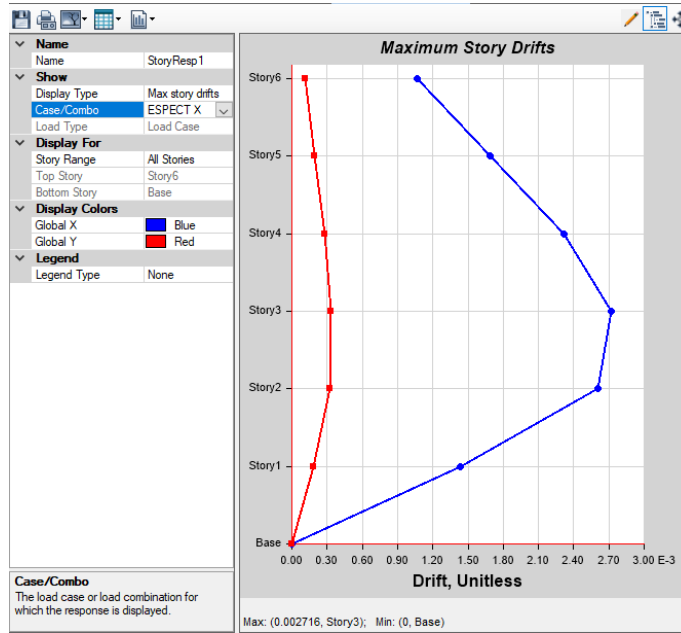 Name
Name StoryResp1
Show
Display Type Max story drifts
Case/Combo ESPECT X
Load Type Load Case
Display For
Story Range All Stories
Top Story Story6
Bottom Story Base
Display Colors
Global X Blue
Global Y Red
Legend
Legend Type None
Case/Combo
The load case or load combination for
which the response is displayed.
Maximum Story Drifts
Story6
Story5
Story4
Story3
Story2
Story1
Base
0.00 0.30 0.60 0.90 1.20 1.50 1.80 2.10 2.40 2.70 3.00 E-3
Drift, Unitless
Max: (0.002716, Story3); Min: (0, Base)